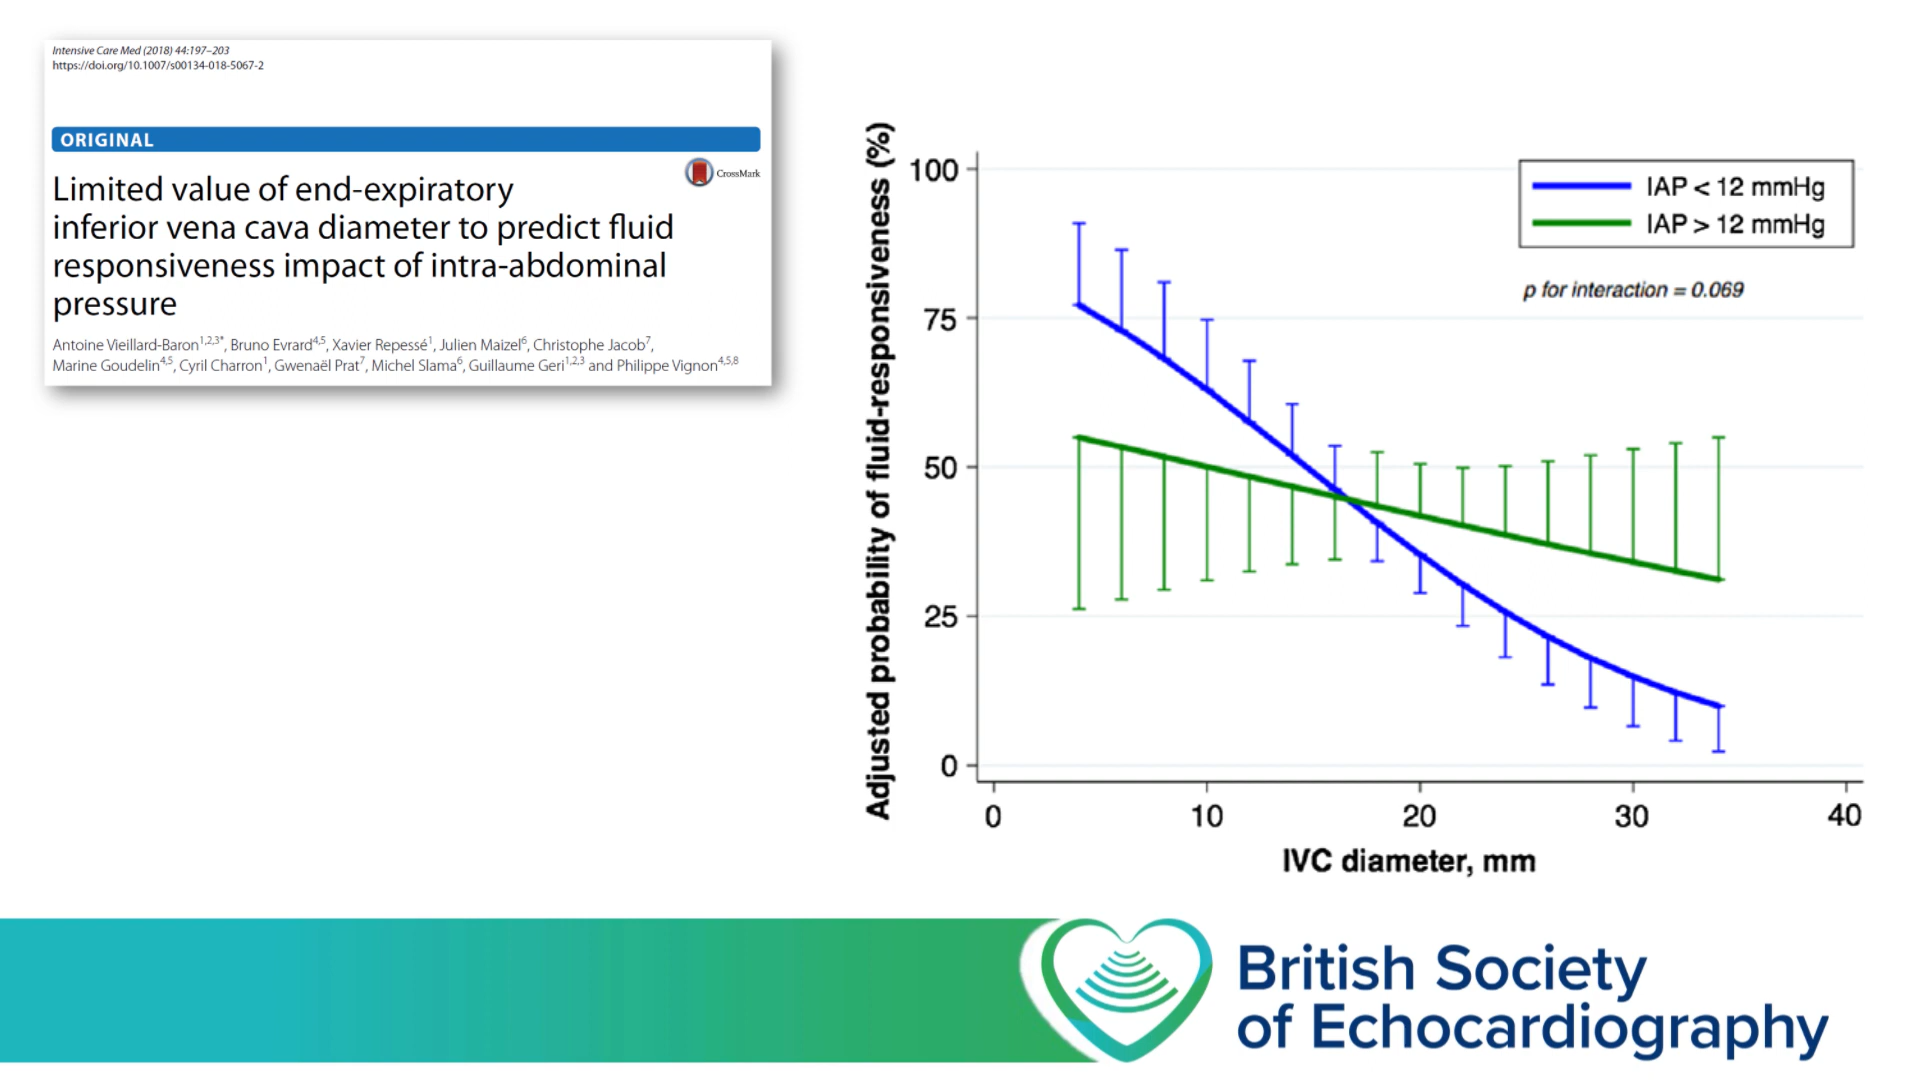 Intensive Care Med (2018) 44:197–203
https://doi.org/10.1007/s00134-018-5067-2
ORIGINAL
CrossMark
Limited value of end-expiratory
inferior vena cava diameter to predict fluid
responsiveness impact of intra-abdominal
pressure
Antoine Vieillard-Baron1,2,3*, Bruno Evrard4,5, Xavier Repessé1, Julien Maizel6, Christophe Jacob7,
Marine Goudelin4,5, Cyril Charron1, Gwenaël Prat7, Michel Slama6, Guillaume Geri1,2,3 and Philippe Vignon4,5,8
Adjusted probability of fluid-responsiveness (%)
100
75
50
25
0
IAP < 12 mmHg
IAP > 12 mmHg
p for interaction = 0.069
0 10 20 30 40
IVC diameter, mm
British Society
of Echocardiography